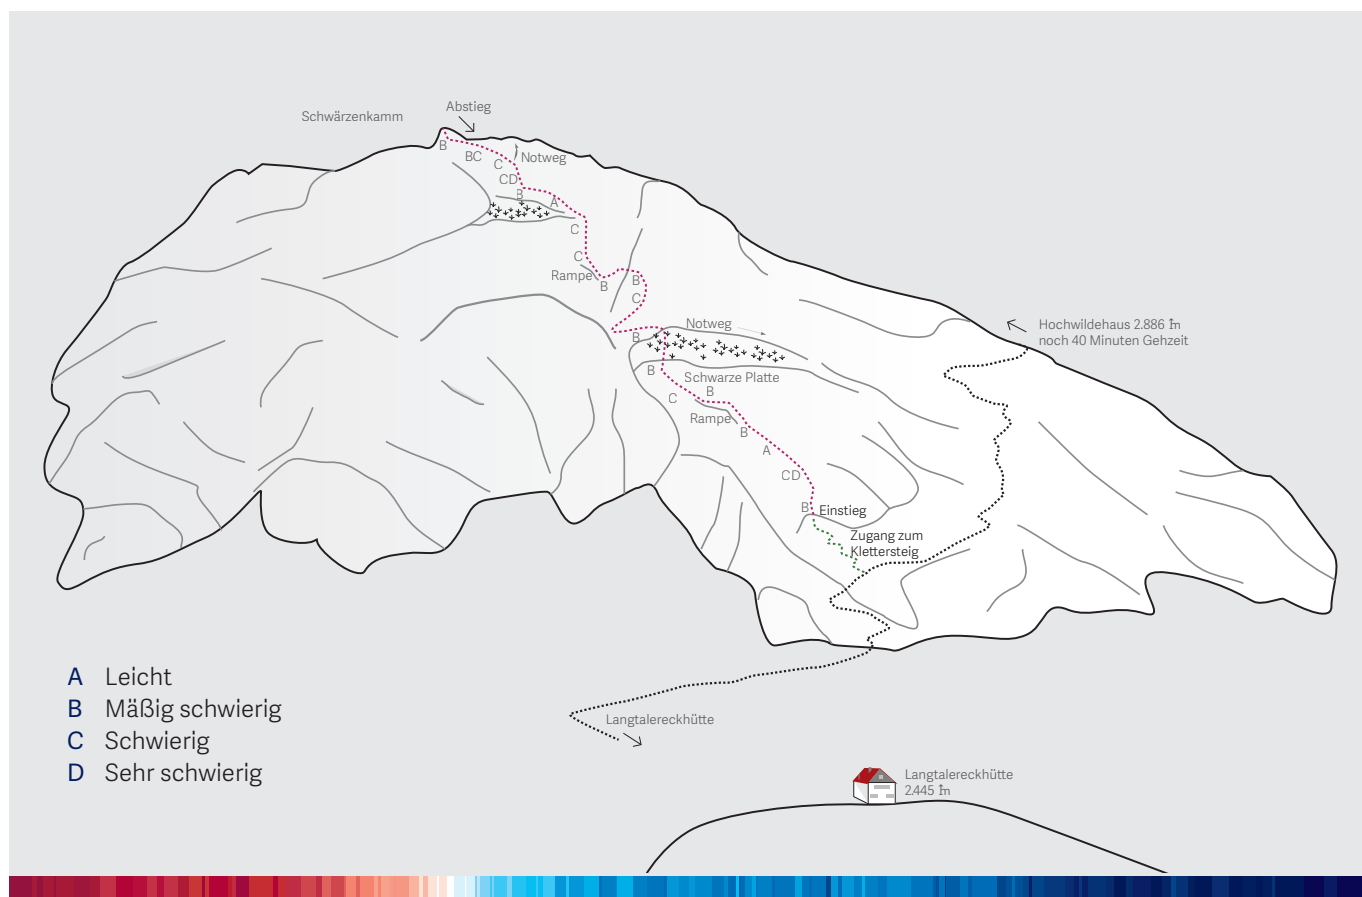 Abstieg
Schwärzenkamm
B
BC
C
Notweg
CD
B
A
C
C
Rampe
B
B
C
Notweg
B
Hochwildehaus 2.886 m
noch 40 Minuten Gehzeit
B
Schwarze Platte
B
C
Rampe
B
A
CD
B
Einstieg
Zugang zum
Klettersteig
A Leicht
B Mäßig schwierig
C Schwierig
D Sehr schwierig
Langtalereckhütte
Langtalereckhütte
2.445 m